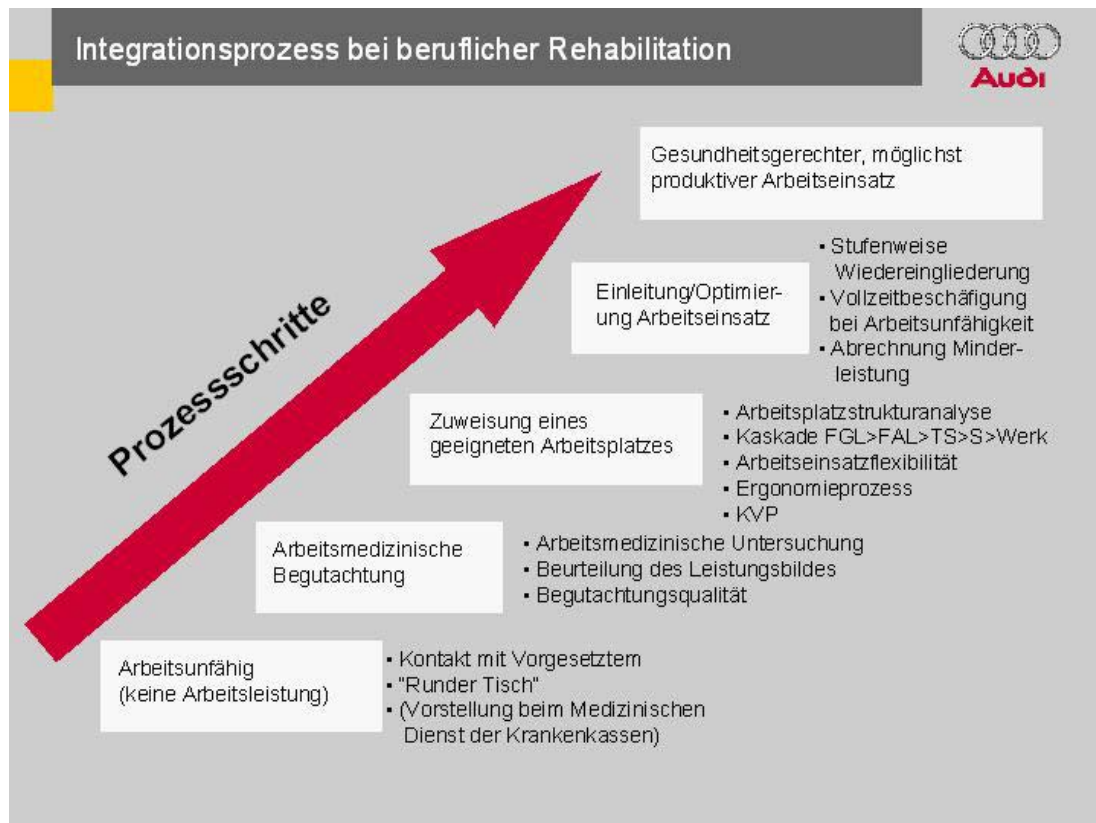 Integrationsprozess bei beruflicher Rehabilitation
Audi
Gesundheitsgerechter, möglichst
produktiver Arbeitseinsatz
Einleitung/Optimier-
ung Arbeitseinsatz
▪ Stufenweise
Wiedereingliederung
▪ Vollzeitbeschäfigung
bei Arbeitsunfähigkeit
▪ Abrechnung Minder-
leistung
Prozessschritte
Zuweisung eines
geeigneten Arbeitsplatzes
▪ Arbeitsplatzstrukturanalyse
▪ Kaskade FGL>FAL>TS>S>Werk
▪ Arbeitseinsatzflexibilität
▪ Ergonomieprozess
▪ KVP
Arbeitsmedizinische
Begutachtung
▪ Arbeitsmedizinische Untersuchung
▪ Beurteilung des Leistungsbildes
▪ Begutachtungsqualität
Arbeitsunfähig
(keine Arbeitsleistung)
▪ Kontakt mit Vorgesetztem
▪ "Runder Tisch"
▪ (Vorstellung beim Medizinischen
Dienst der Krankenkassen)